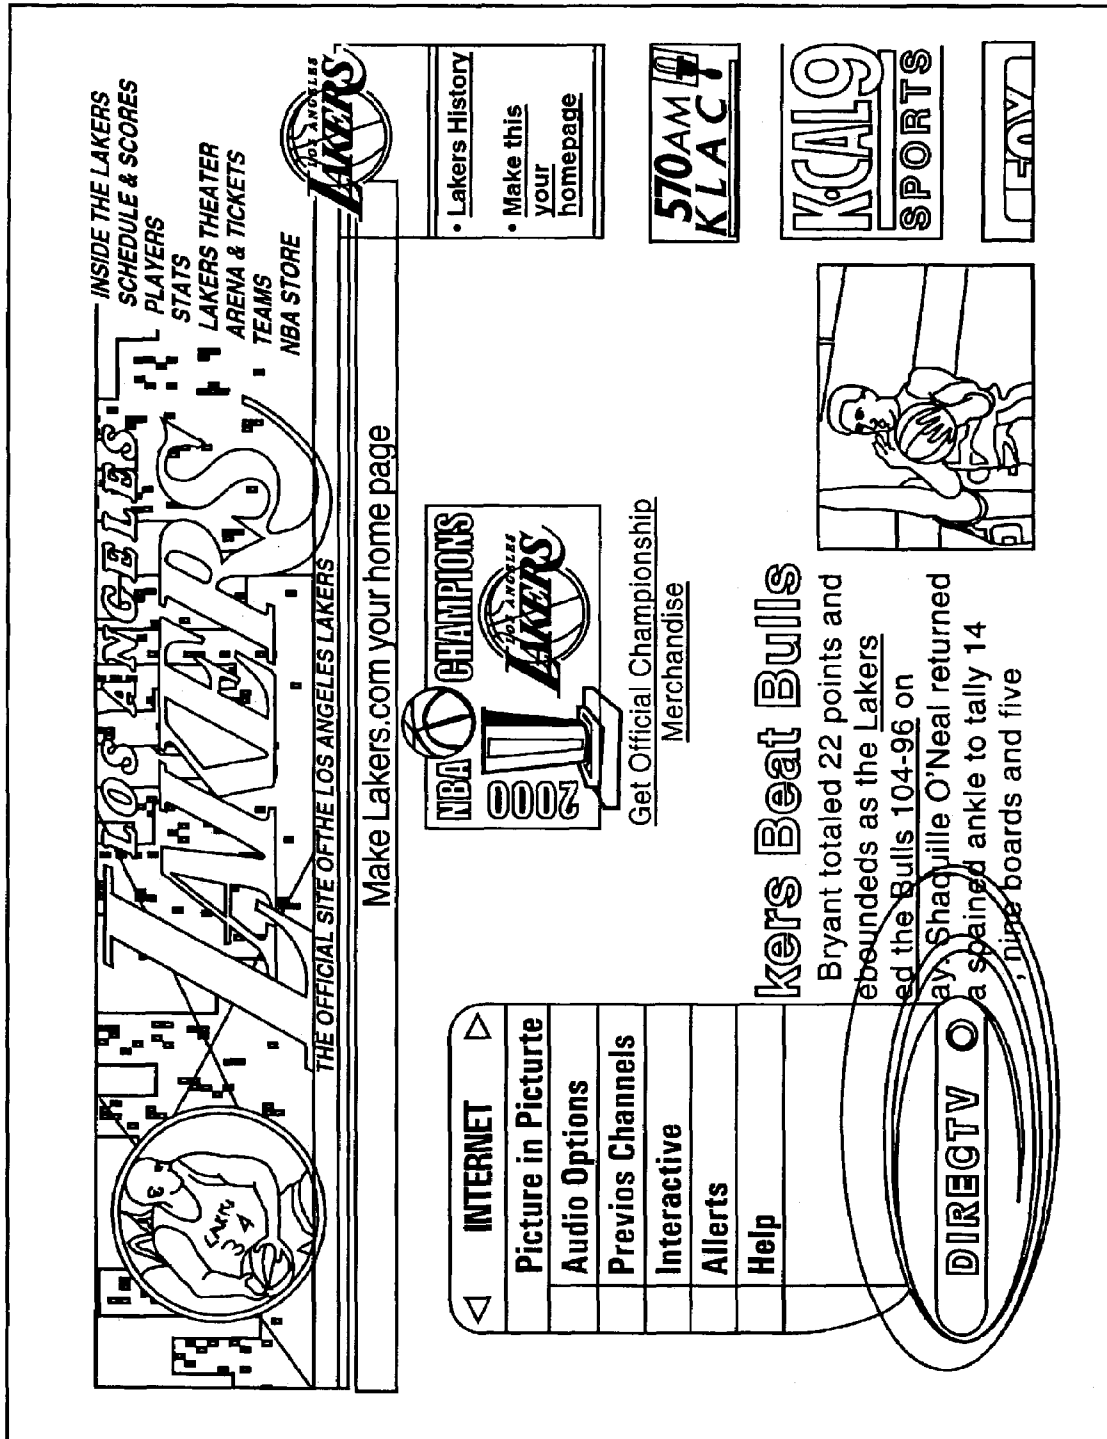 LOS ANGELES
LAKERS
INSIDE THE LAKERS
SCHEDULE & SCORES
PLAYERS
STATS
LAKERS THEATER
ARENA & TICKETS
TEAMS
NBA STORE
THE OFFICIAL SITE OFTHE LOS ANGELES LAKERS
LOS ANGELES
LAKERS
Make Lakers.com your home page
34
NBA CHAMPIONS
2000
LOS ANGELES
LAKERS
Get Official Championship
Merchandise
• Lakers History
• Make this
your
homepage
570AM
KLAC
K·CAL9
SPORTS
FOX
INTERNET
Picture in Picturte
Audio Options
Previos Channels
Interactive
Allerts
Help
DIRECTV
kers Beat Bulls
Bryant totaled 22 points and
ebounded as the Lakers
ed the Bulls 104-96 on
ay. Shaquille O'Neal returned
a spained ankle to tally 14
, nine boards and five